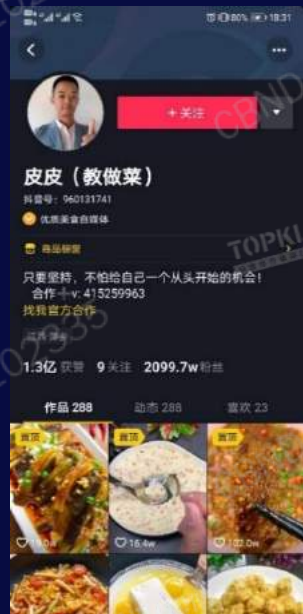 80% 18:31
+关注
皮皮（教做菜）
抖音号：960131741
优质美食自媒体
商品橱窗
只要坚持，不怕给自己一个从头开始的机会！
合作 v: 415259963
找我官方合作
1.3亿 获赞 9 关注 2099.7w 粉丝
作品 288 动态 288 喜欢 23
置顶 置顶 置顶
16.4w 102.0w
CBND
TOPKL